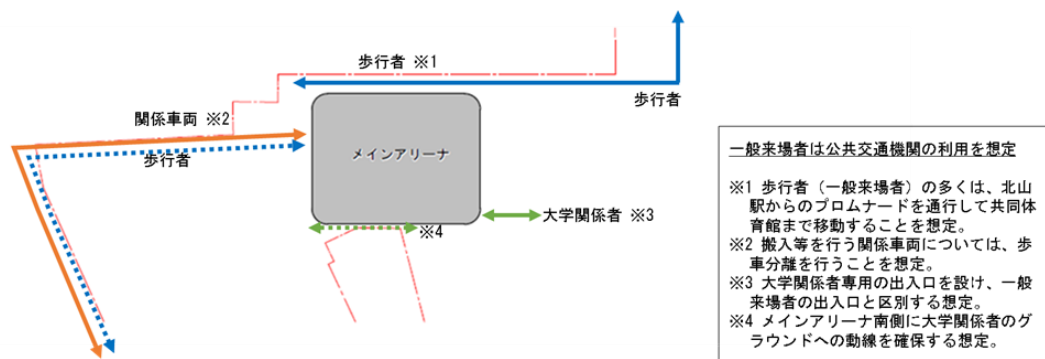 歩行者 ※1
歩行者
関係車両 ※2
歩行者
メインアリーナ
大学関係者 ※3
※4
一般来場者は公共交通機関の利用を想定
※1 歩行者（一般来場者）の多くは、北山
駅からのプロムナードを通行して共同体
育館まで移動することを想定。
※2 搬入等を行う関係車両については、歩
車分離を行うことを想定。
※3 大学関係者専用の出入口を設け、一般
来場者の出入口と区別する想定。
※4 メインアリーナ南側に大学関係者のグ
ラウンドへの動線を確保する想定。